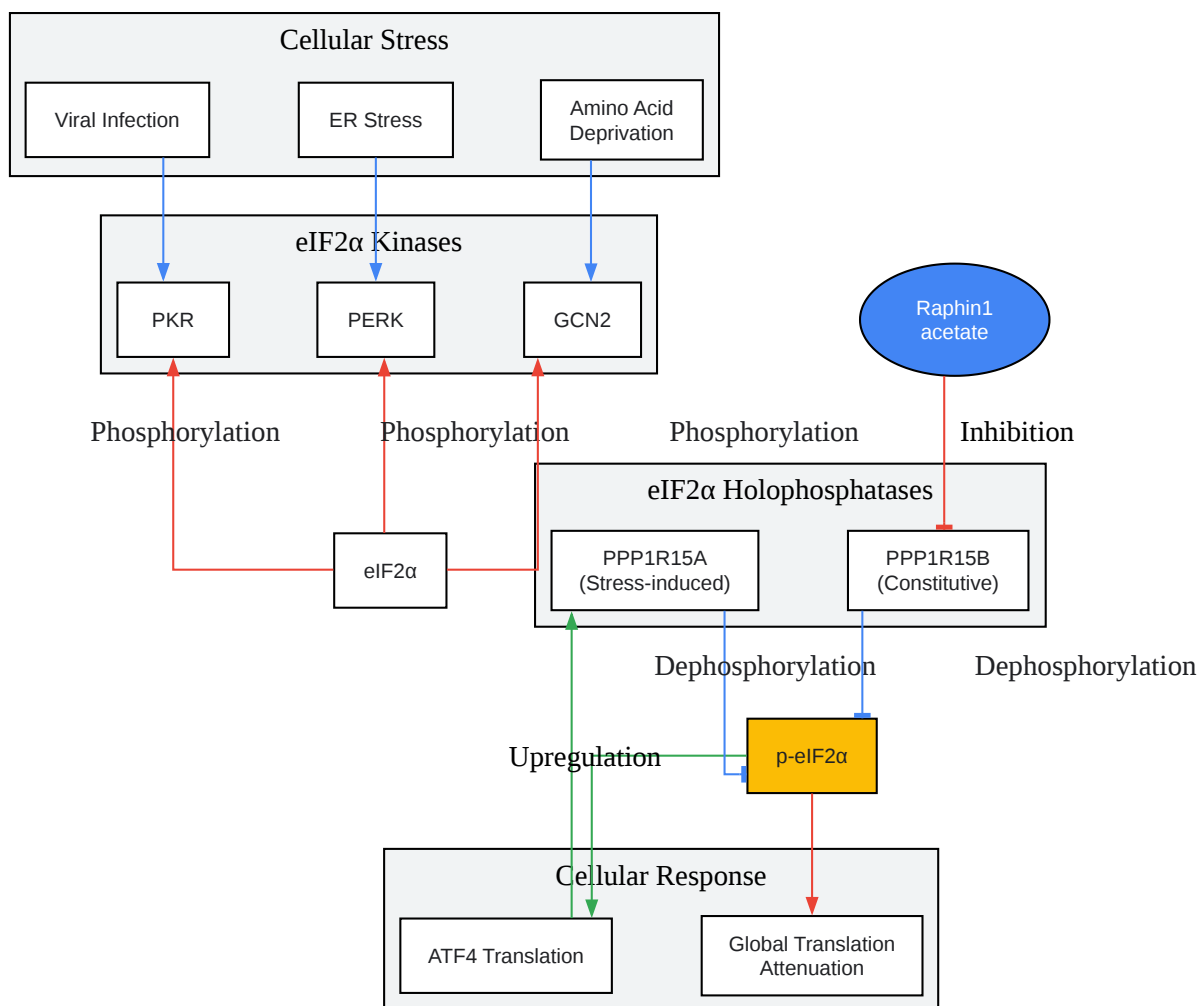 Cellular Stress
Viral Infection
ER Stress
Amino Acid
Deprivation
eIF2α Kinases
PKR
PERK
GCN2
Raphin1
acetate
Phosphorylation
Phosphorylation
Phosphorylation
Inhibition
eIF2α Holophosphatases
eIF2α
PPP1R15A
(Stress-induced)
PPP1R15B
(Constitutive)
Dephosphorylation
Dephosphorylation
Upregulation
p-eIF2α
Cellular Response
ATF4 Translation
Global Translation
Attenuation